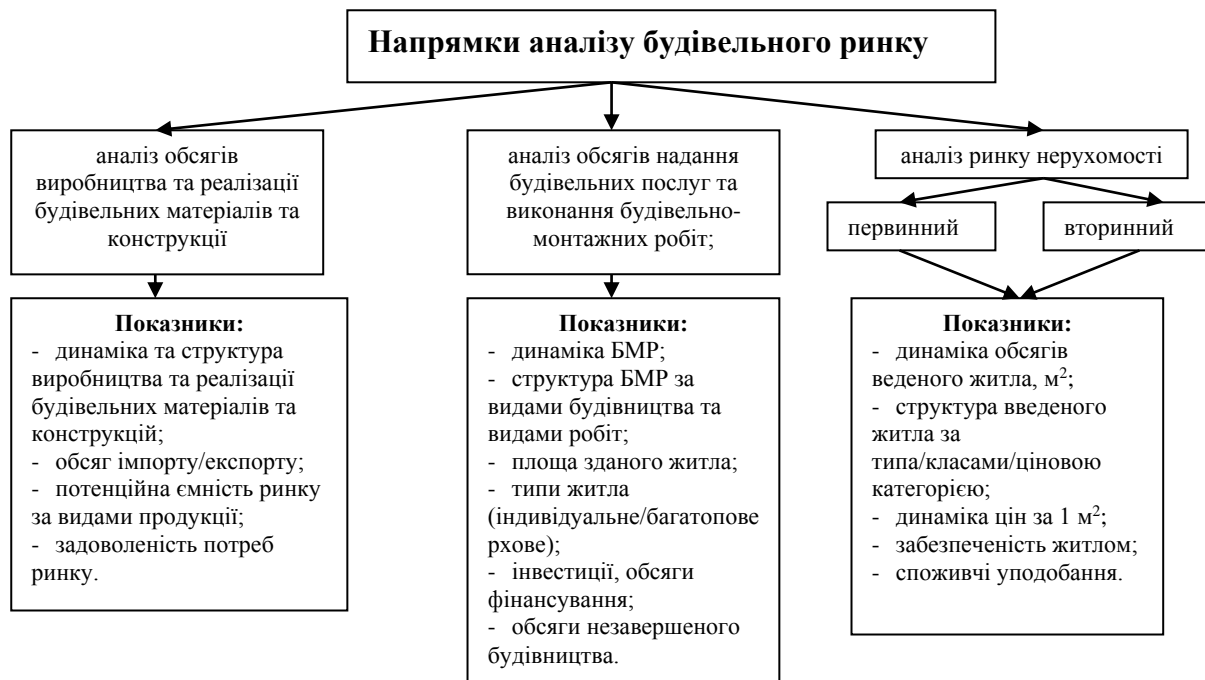 Напрямки аналізу будівельного ринку
аналіз обсягів
виробництва та реалізації
будівельних матеріалів та
конструкції
аналіз обсягів надання
будівельних послуг та
виконання будівельно-
монтажних робіт;
аналіз ринку нерухомості
первинний
вторинний
Показники:
- динаміка та структура
виробництва та реалізації
будівельних матеріалів та
конструкцій;
- обсяг імпорту/експорту;
- потенційна ємність ринку
за видами продукції;
- задоволеність потреб
ринку.
Показники:
- динаміка БМР;
- структура БМР за
видами будівництва та
видами робіт;
- площа зданого житла;
- типи житла
(індивідуальне/багатопове
рхове);
- інвестиції, обсяги
фінансування;
- обсяги незавершеного
будівництва.
Показники:
- динаміка обсягів
веденого житла, м²;
- структура введеного
житла за
типа/класами/ціновою
категорією;
- динаміка цін за 1 м²;
- забезпеченість житлом;
- споживчі уподобання.